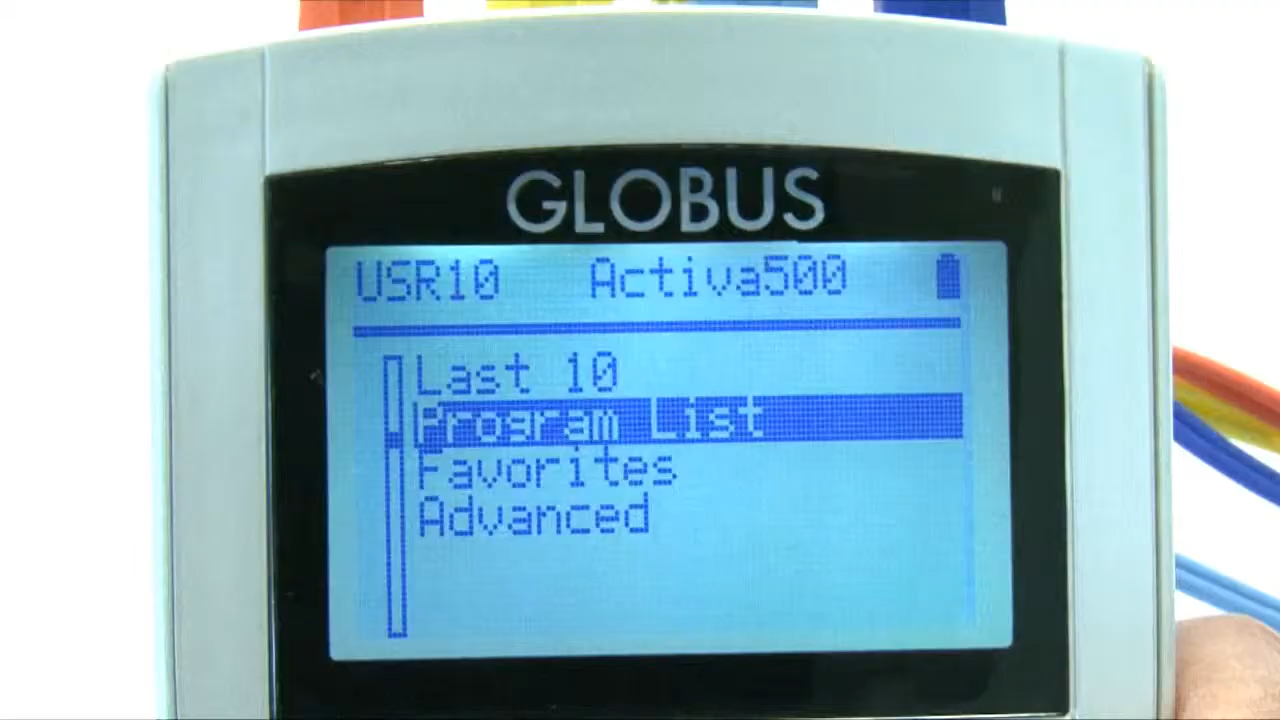 GLOBUS
USR10 Activa500
Last 10
Program List
Favorites
Advanced